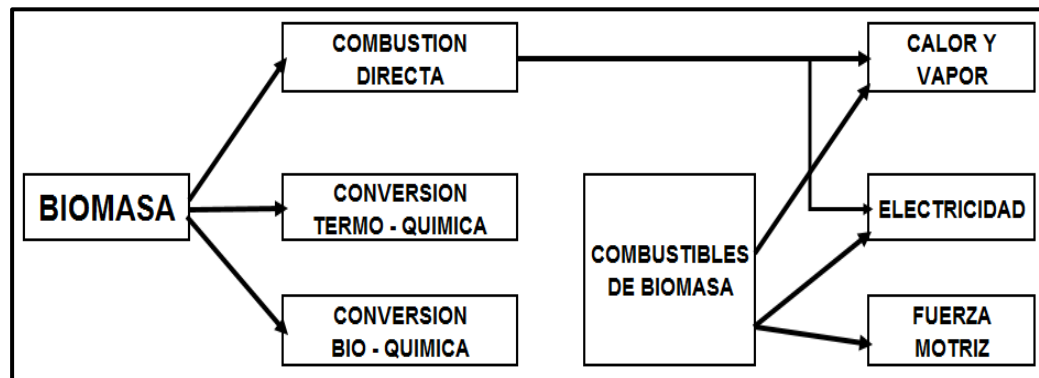 COMBUSTION
DIRECTA
CALOR Y
VAPOR
BIOMASA
CONVERSION
TERMO - QUIMICA
COMBUSTIBLES
DE BIOMASA
ELECTRICIDAD
CONVERSION
BIO - QUIMICA
FUERZA
MOTRIZ